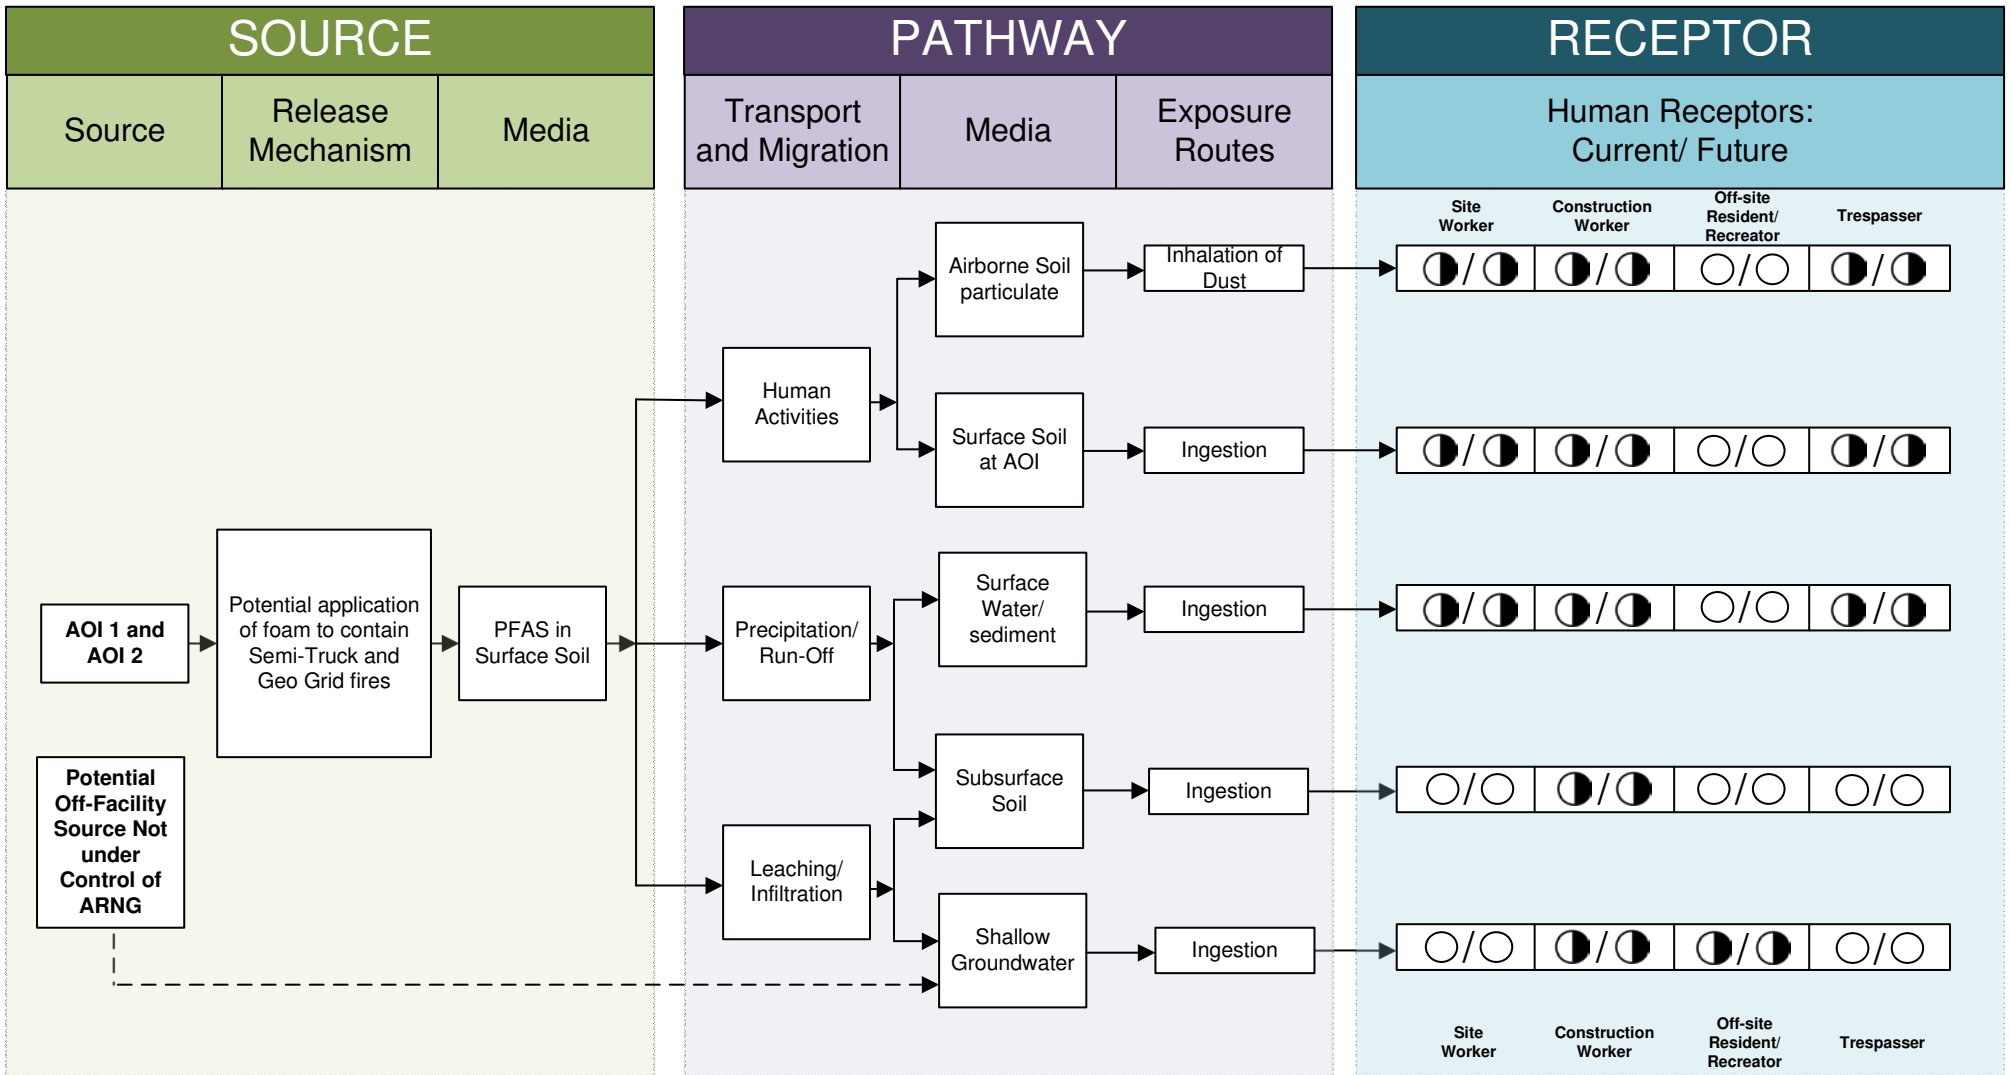 SOURCE
PATHWAY
RECEPTOR
Source
Release
Mechanism
Media
Transport
and Migration
Media
Exposure
Routes
Human Receptors:
Current/ Future
Site
Worker
Construction
Worker
Off-site
Resident/
Recreator
Trespasser
Airborne Soil
particulate
Inhalation of
Dust
/
/
/
/
Human
Activities
Surface Soil
at AOI
Ingestion
/
/
/
/
AOI 1 and
AOI 2
Potential application
of foam to contain
Semi-Truck and
Geo Grid fires
PFAS in
Surface Soil
Precipitation/
Run-Off
Surface
Water/
sediment
Ingestion
/
/
/
/
Potential
Off-Facility
Source Not
under
Control of
ARNG
Subsurface
Soil
Ingestion
/
/
/
/
Leaching/
Infiltration
Shallow
Groundwater
Ingestion
/
/
/
/
Site
Worker
Construction
Worker
Off-site
Resident/
Recreator
Trespasser